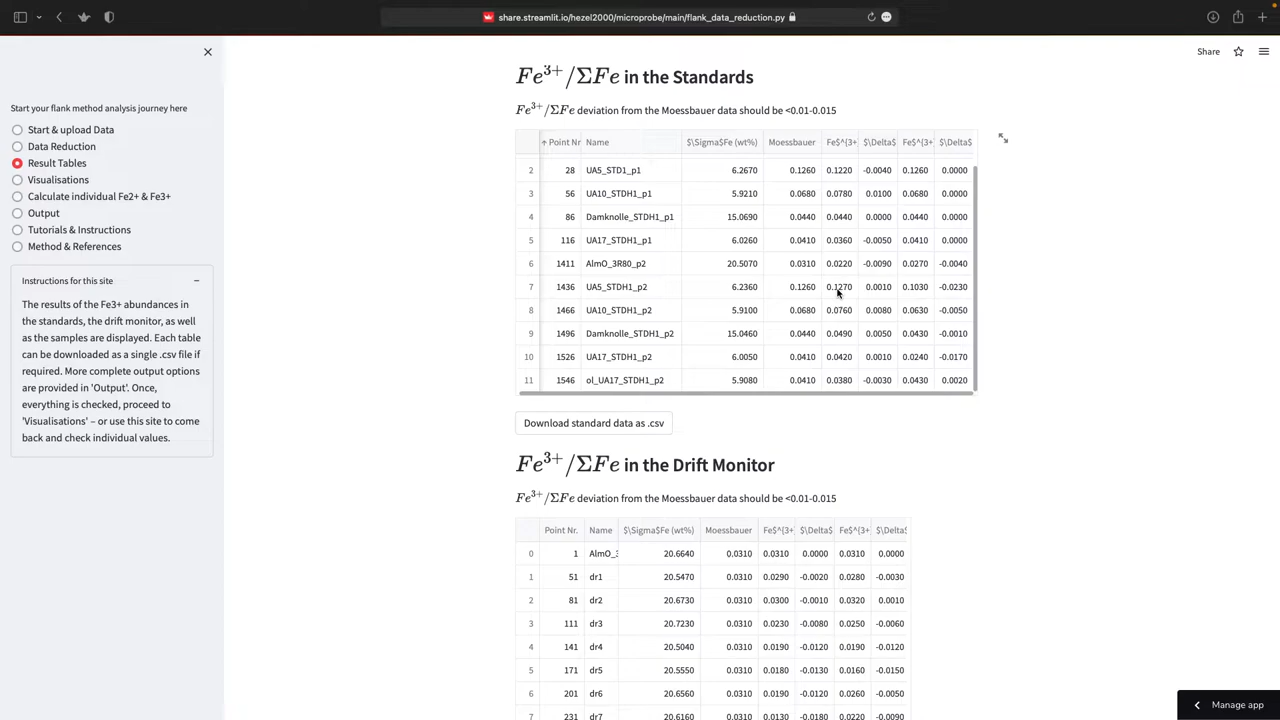 share.streamlit.io/hezel2000/microprobe/main/flank_data_reduction.py
Share
Start your flank method analysis journey here
Start & upload Data
Data Reduction
Result Tables
Visualisations
Calculate individual Fe2+ & Fe3+
Output
Tutorials & Instructions
Method & References
Instructions for this site
The results of the Fe3+ abundances in
the standards, the drift monitor, as well
as the samples are displayed. Each table
can be downloaded as a single .csv file if
required. More complete output options
are provided in 'Output'. Once,
everything is checked, proceed to
'Visualisations' – or use this site to come
back and check individual values.
Fe³⁺/ΣFe in the Standards
Fe³⁺/ΣFe deviation from the Moessbauer data should be <0.01-0.015
↑ Point Nr Name $\Sigma$Fe (wt%) Moessbauer Fe$^{3+ $\Delta$ Fe$^{3+ $\Delta$
2 28 UA5_STD1_p1 6.2670 0.1260 0.1220 -0.0040 0.1260 0.0000
3 56 UA10_STDH1_p1 5.9210 0.0680 0.0780 0.0100 0.0680 0.0000
4 86 Damknolle_STDH1_p1 15.0690 0.0440 0.0440 0.0000 0.0440 0.0000
5 116 UA17_STDH1_p1 6.0260 0.0410 0.0360 -0.0050 0.0410 0.0000
6 1411 AlmO_3R80_p2 20.5070 0.0310 0.0220 -0.0090 0.0270 -0.0040
7 1436 UA5_STDH1_p2 6.2360 0.1260 0.1270 0.0010 0.1030 -0.0230
8 1466 UA10_STDH1_p2 5.9100 0.0680 0.0760 0.0080 0.0630 -0.0050
9 1496 Damknolle_STDH1_p2 15.0460 0.0440 0.0490 0.0050 0.0430 -0.0010
10 1526 UA17_STDH1_p2 6.0050 0.0410 0.0420 0.0010 0.0240 -0.0170
11 1546 ol_UA17_STDH1_p2 5.9080 0.0410 0.0380 -0.0030 0.0430 0.0020
Download standard data as .csv
Fe³⁺/ΣFe in the Drift Monitor
Fe³⁺/ΣFe deviation from the Moessbauer data should be <0.01-0.015
Point Nr. Name $\Sigma$Fe (wt%) Moessbauer Fe$^{3+ $\Delta$ Fe$^{3+ $\Delta$
0 1 AlmO_3 20.6640 0.0310 0.0310 0.0000 0.0310 0.0000
1 51 dr1 20.5470 0.0310 0.0290 -0.0020 0.0280 -0.0030
2 81 dr2 20.6730 0.0310 0.0300 -0.0010 0.0320 0.0010
3 111 dr3 20.7230 0.0310 0.0230 -0.0080 0.0250 -0.0060
4 141 dr4 20.5040 0.0310 0.0190 -0.0120 0.0190 -0.0120
5 171 dr5 20.5550 0.0310 0.0180 -0.0130 0.0160 -0.0150
6 201 dr6 20.6560 0.0310 0.0190 -0.0120 0.0260 -0.0050
7 231 dr7 20.6160 0.0310 0.0130 -0.0180 0.0220 -0.0090
Manage app